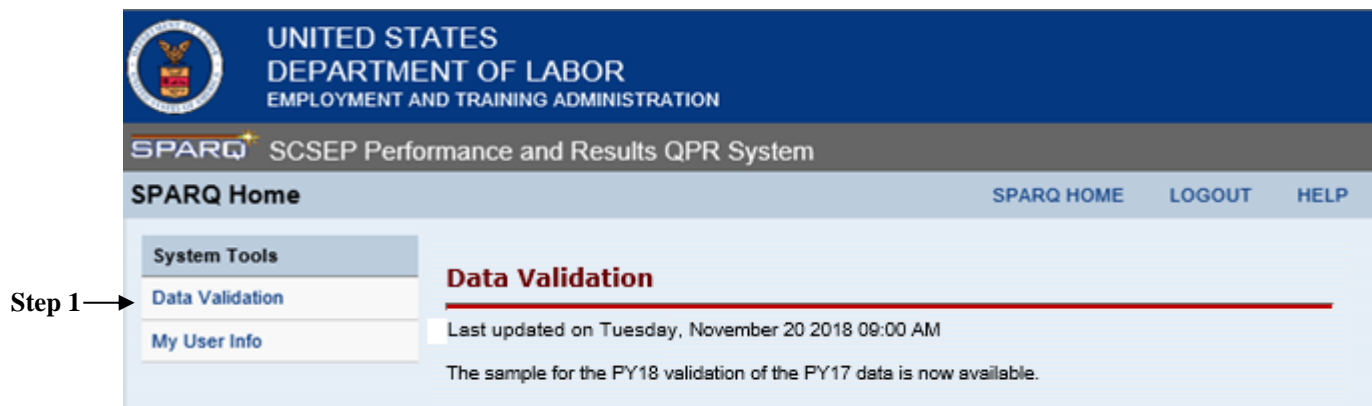 UNITED STATES
DEPARTMENT OF LABOR
EMPLOYMENT AND TRAINING ADMINISTRATION
SPARQ SCSEP Performance and Results QPR System
SPARQ Home SPARQ HOME LOGOUT HELP
System Tools
Data Validation
Step 1 Data Validation
My User Info
Last updated on Tuesday, November 20 2018 09:00 AM
The sample for the PY18 validation of the PY17 data is now available.